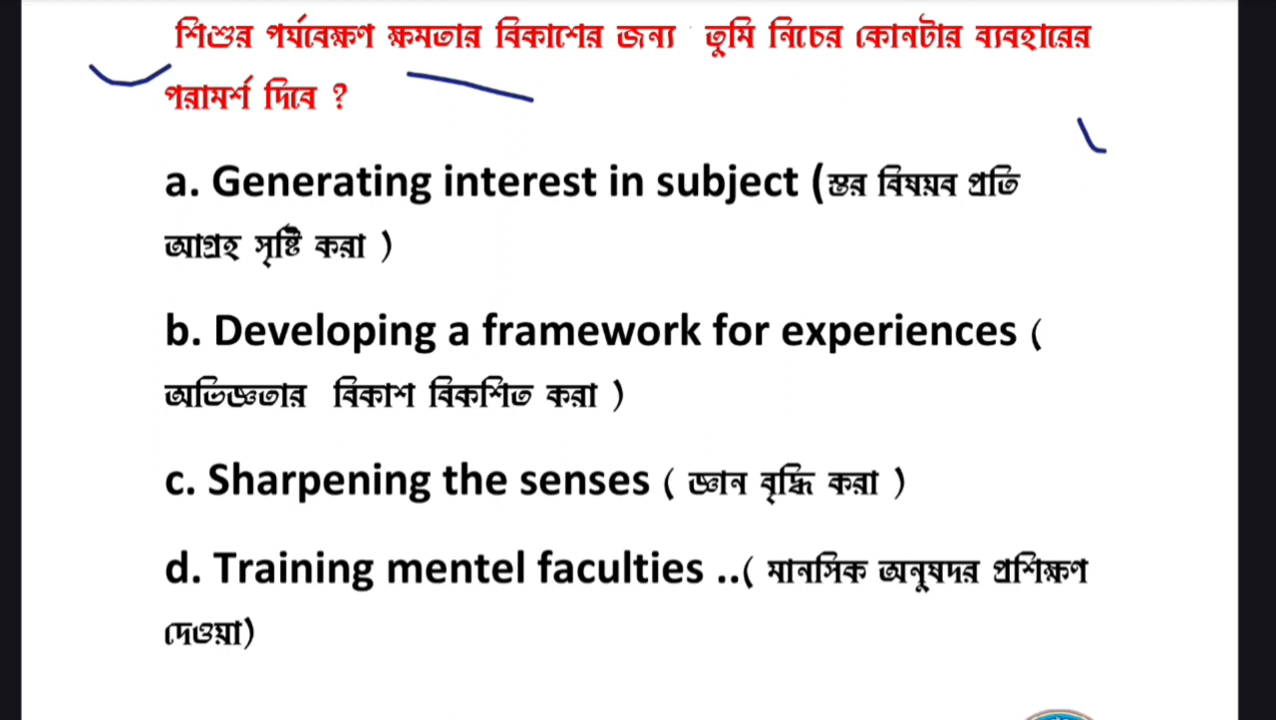 শিশুর পর্যবেক্ষণ ক্ষমতার বিকাশের জন্য তুমি নিচের কোনটার ব্যবহারের
পরামর্শ দিবে ?
a. Generating interest in subject (স্তর বিষয়ব প্রতি
আগ্রহ সৃষ্টি করা )
b. Developing a framework for experiences (
অভিজ্ঞতার বিকাশ বিকশিত করা )
c. Sharpening the senses ( জ্ঞান বৃদ্ধি করা )
d. Training mentel faculties ..( মানসিক অনুষদর প্রশিক্ষণ
দেওয়া)